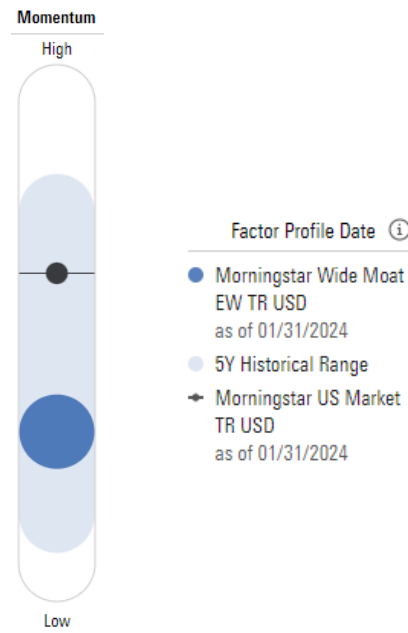 Momentum
High
Factor Profile Date ⓘ
Morningstar Wide Moat
EW TR USD
as of 01/31/2024
5Y Historical Range
Morningstar US Market
TR USD
as of 01/31/2024
Low